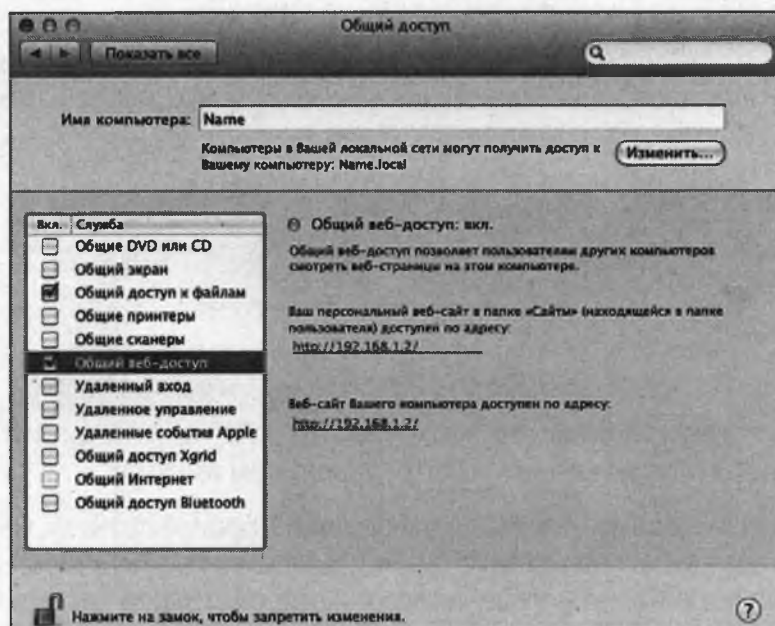 Общий доступ
Показать все
Имя компьютера: Name
Компьютеры в Вашей локальной сети могут получить доступ к
Вашему компьютеру: Name.local
Изменить...
Вкл. Служба
Общие DVD или CD
Общий экран
Общий доступ к файлам
Общие принтеры
Общие сканеры
Общий веб-доступ
Удаленный вход
Удаленное управление
Удаленные события Apple
Общий доступ Xgrid
Общий Интернет
Общий доступ Bluetooth
Общий веб-доступ: вкл.
Общий веб-доступ позволяет пользователям других компьютеров
смотреть веб-страницы на этом компьютере.
Ваш персональный веб-сайт в папке «Сайты» (находящейся в папке
пользователя) доступен по адресу:
http://192.168.1.2/
Веб-сайт Вашего компьютера доступен по адресу:
http://192.168.1.2/
Нажмите на замок, чтобы запретить изменения.
?